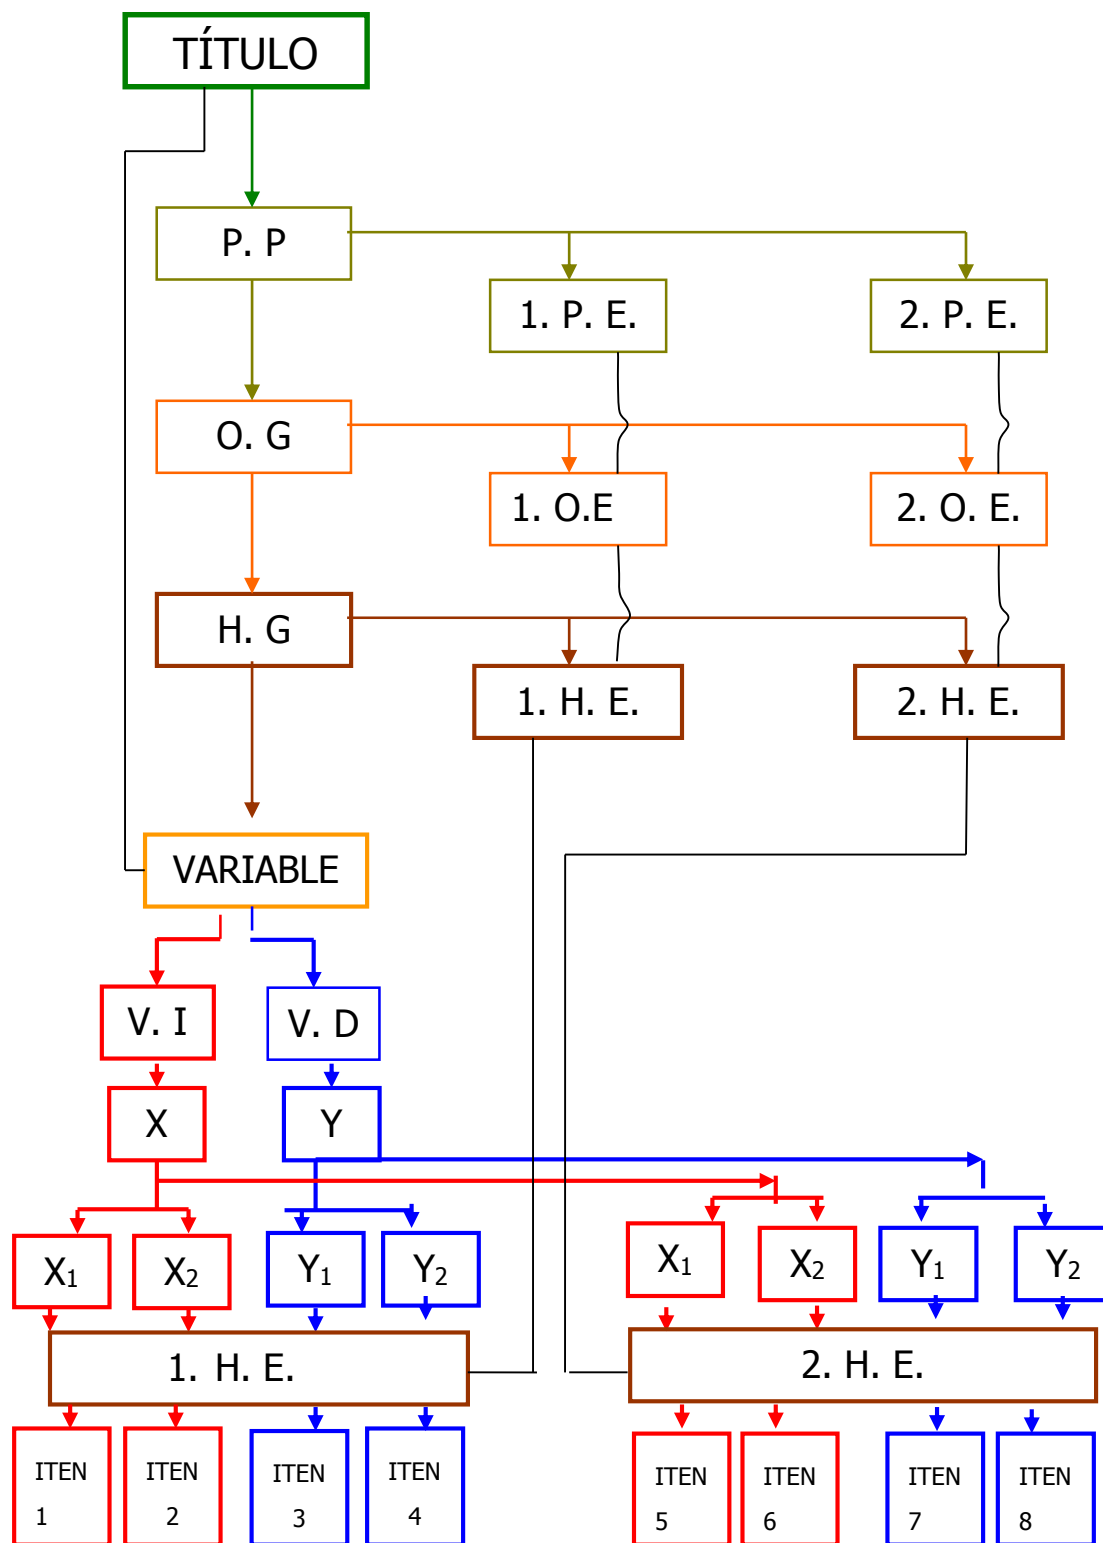 TÍTULO
P. P
1. P. E.
2. P. E.
O. G
1. O.E
2. O. E.
H. G
1. H. E.
2. H. E.
VARIABLE
V. I
V. D
X
Y
X1
X2
Y1
Y2
X1
X2
Y1
Y2
1. H. E.
2. H. E.
ITEN
1
ITEN
2
ITEN
3
ITEN
4
ITEN
5
ITEN
6
ITEN
7
ITEN
8